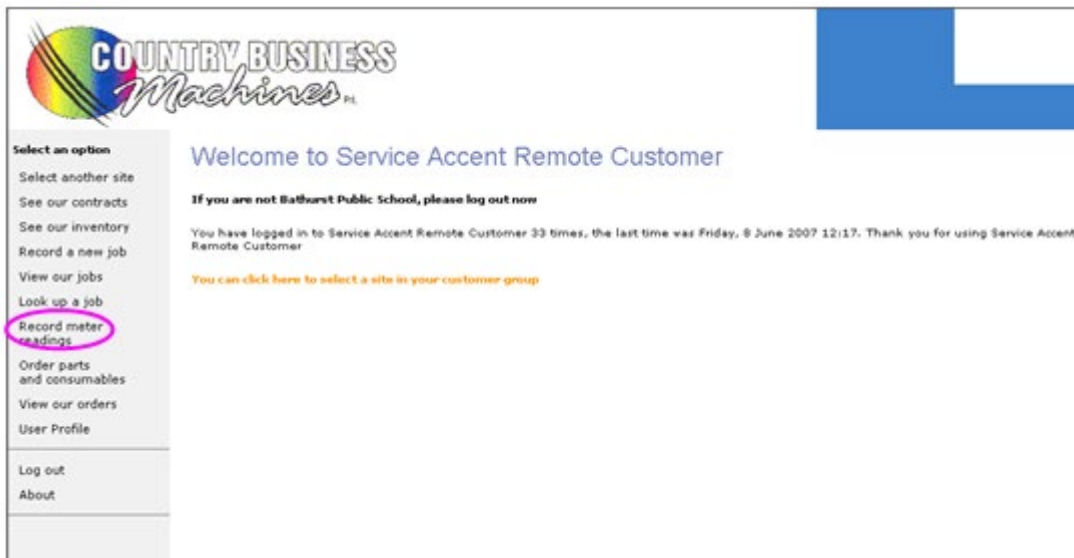 COUNTRY BUSINESS
Machines P/L
Select an option
Select another site
See our contracts
See our inventory
Record a new job
View our jobs
Look up a job
Record meter
readings
Order parts
and consumables
View our orders
User Profile
Log out
About
Welcome to Service Accent Remote Customer
If you are not Bathurst Public School, please log out now
You have logged in to Service Accent Remote Customer 33 times, the last time was Friday, 8 June 2007 12:17. Thank you for using Service Accent
Remote Customer
You can click here to select a site in your customer group